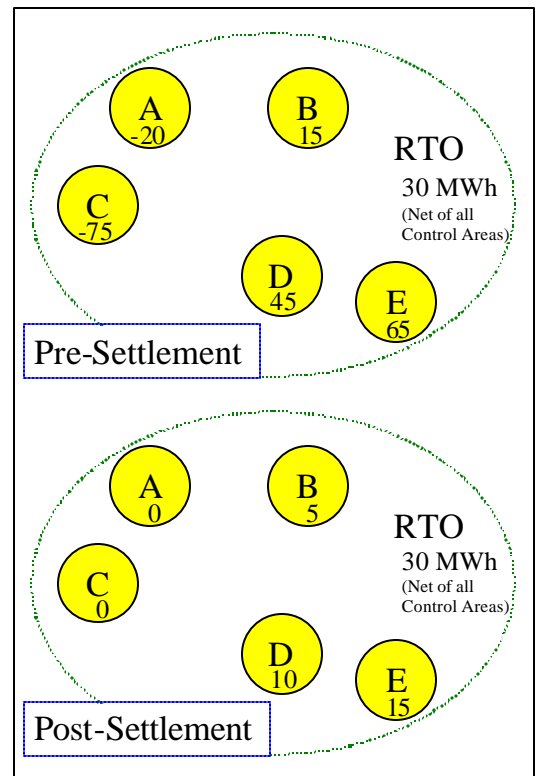 A
-20
B
15
RTO
30 MWh
(Net of all
Control Areas)
C
-75
D
45
E
65
Pre-Settlement
A
0
B
5
RTO
30 MWh
(Net of all
Control Areas)
C
0
D
10
E
15
Post-Settlement